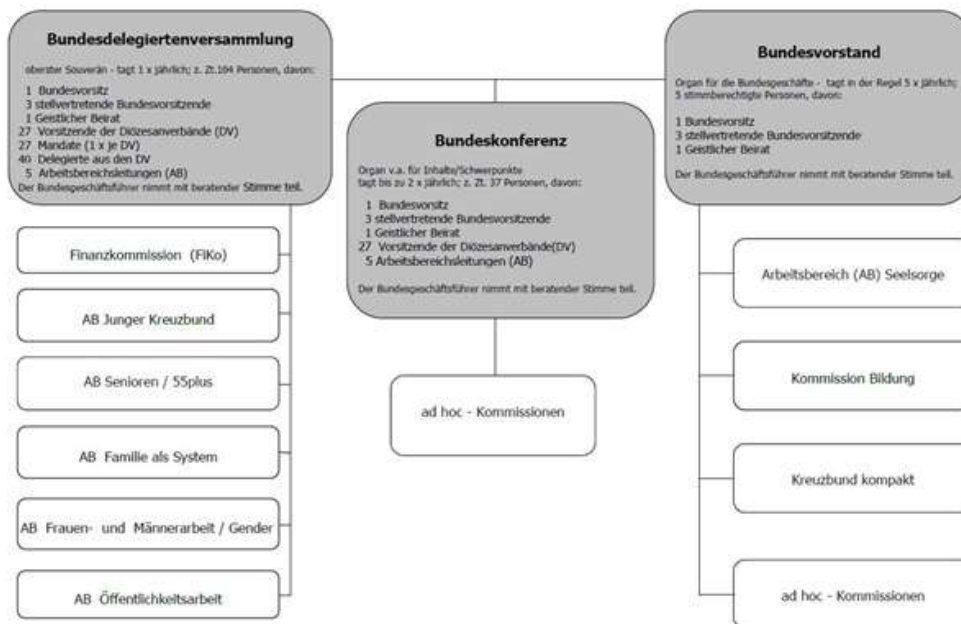 Bundesdelegiertenversammlung
oberster Souverän - tagt 1 x jährlich; z. Zt.104 Personen, davon:
1 Bundesvorsitz
3 stellvertretende Bundesvorsitzende
1 Geistlicher Beirat
27 Vorsitzende der Diözesanverbände (DV)
27 Mandate (1 x je DV)
40 Delegierte aus den DV
5 Arbeitsbereichsleitungen (AB)
Der Bundesgeschäftsführer nimmt mit beratender Stimme teil.
Finanzkommission (FiKo)
AB Junger Kreuzbund
AB Senioren / 55plus
AB Familie als System
AB Frauen- und Männerarbeit / Gender
AB Öffentlichkeitsarbeit
Bundeskonferenz
Organ v.a. für Inhalte/Schwerpunkte
tagt bis zu 2 x jährlich; z. Zt. 37 Personen, davon:
1 Bundesvorsitz
3 stellvertretende Bundesvorsitzende
1 Geistlicher Beirat
27 Vorsitzende der Diözesanverbände(DV)
5 Arbeitsbereichsleitungen (AB)
Der Bundesgeschäftsführer nimmt mit beratender Stimme teil.
ad hoc - Kommissionen
Bundesvorstand
Organ für die Bundesgeschäfte - tagt in der Regel 5 x jährlich;
5 stimmberechtigte Personen, davon:
1 Bundesvorsitz
3 stellvertretende Bundesvorsitzende
1 Geistlicher Beirat
Der Bundesgeschäftsführer nimmt mit beratender Stimme teil.
Arbeitsbereich (AB) Seelsorge
Kommission Bildung
Kreuzbund kompakt
ad hoc - Kommissionen